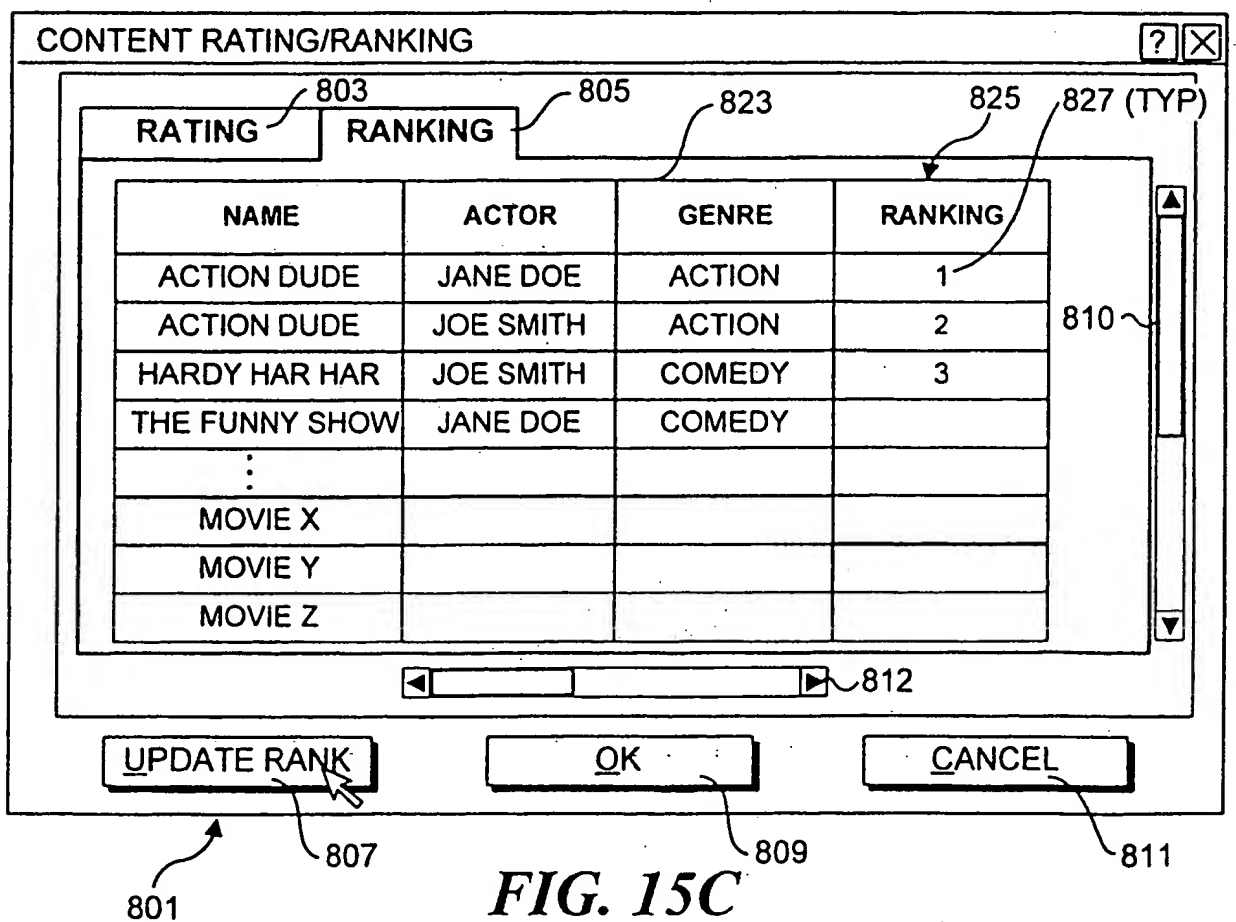 CONTENT RATING/RANKING ? X
803 805 823 825 827 (TYP)
RATING RANKING
NAME ACTOR GENRE RANKING
ACTION DUDE JANE DOE ACTION 1
ACTION DUDE JOE SMITH ACTION 2
810
HARDY HAR HAR JOE SMITH COMEDY 3
THE FUNNY SHOW JANE DOE COMEDY
⋮
MOVIE X
MOVIE Y
MOVIE Z
812
UPDATE RANK OK CANCEL
807 809 811
801 FIG. 15C